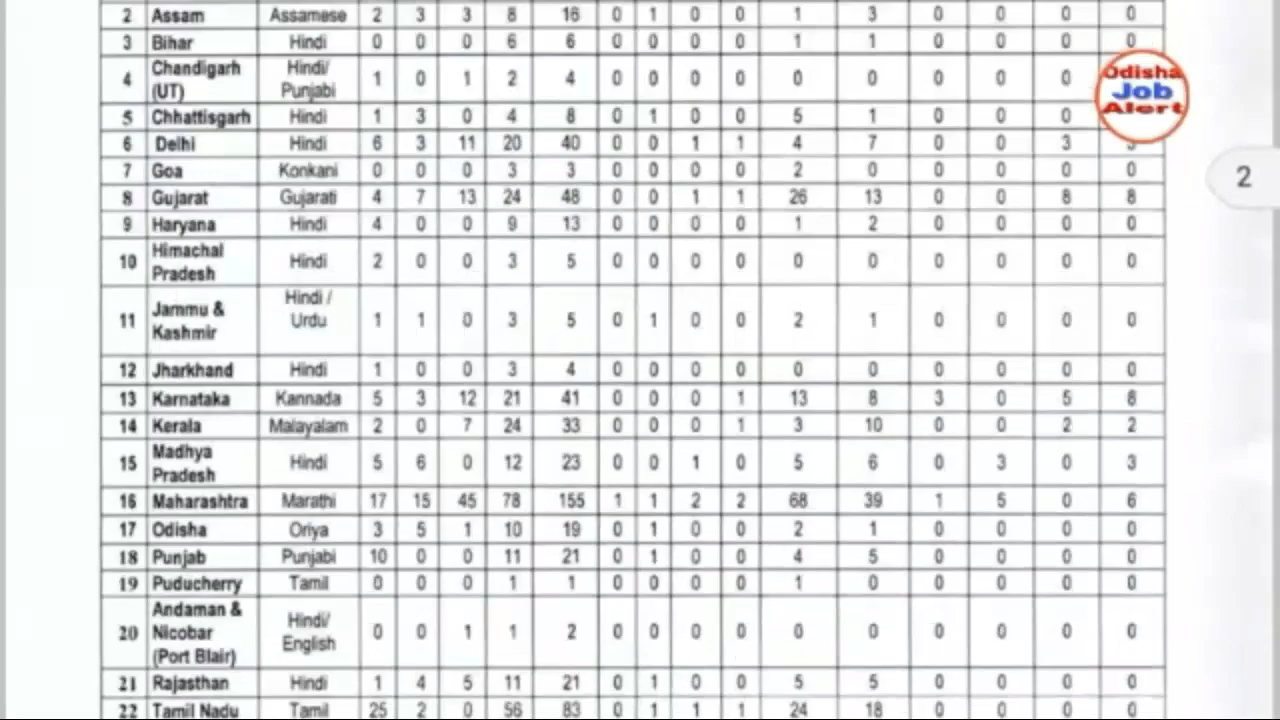 2 Assam Assamese 2 3 3 8 16 0 1 0 0 1 3 0 0 0 0
3 Bihar Hindi 0 0 0 6 6 0 0 0 0 1 1 0 0 0 0
4 Chandigarh (UT) Hindi/ Punjabi 1 0 1 2 4 0 0 0 0 0 0 0 0 0
5 Chhattisgarh Hindi 1 3 0 4 8 0 1 0 0 5 1 0 0 0
6 Delhi Hindi 6 3 11 20 40 0 0 1 1 4 7 0 0 3
7 Goa Konkani 0 0 0 3 3 0 0 0 0 2 0 0 0 0 0
8 Gujarat Gujarati 4 7 13 24 48 0 0 1 1 26 13 0 0 8 8
9 Haryana Hindi 4 0 0 9 13 0 0 0 0 1 2 0 0 0 0
10 Himachal Pradesh Hindi 2 0 0 3 5 0 0 0 0 0 0 0 0 0 0
11 Jammu & Kashmir Hindi / Urdu 1 1 0 3 5 0 1 0 0 2 1 0 0 0 0
12 Jharkhand Hindi 1 0 0 3 4 0 0 0 0 0 0 0 0 0 0
13 Karnataka Kannada 5 3 12 21 41 0 0 0 1 13 8 3 0 5 8
14 Kerala Malayalam 2 0 7 24 33 0 0 0 1 3 10 0 0 2 2
15 Madhya Pradesh Hindi 5 6 0 12 23 0 0 1 0 5 6 0 3 0 3
16 Maharashtra Marathi 17 15 45 78 155 1 1 2 2 68 39 1 5 0 6
17 Odisha Oriya 3 5 1 10 19 0 1 0 0 2 1 0 0 0 0
18 Punjab Punjabi 10 0 0 11 21 0 1 0 0 4 5 0 0 0 0
19 Puducherry Tamil 0 0 0 1 1 0 0 0 0 1 0 0 0 0 0
20 Andaman & Nicobar (Port Blair) Hindi/ English 0 0 1 1 2 0 0 0 0 0 0 0 0 0 0
21 Rajasthan Hindi 1 4 5 11 21 0 1 0 0 5 5 0 0 0 0
22 Tamil Nadu Tamil 25 2 0 56 83 0 1 1 1 24 18 0 0 0 0
Odisha
Job
Alert
2